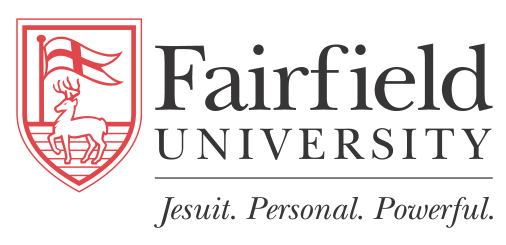 Fairfield
UNIVERSITY
Jesuit. Personal. Powerful.